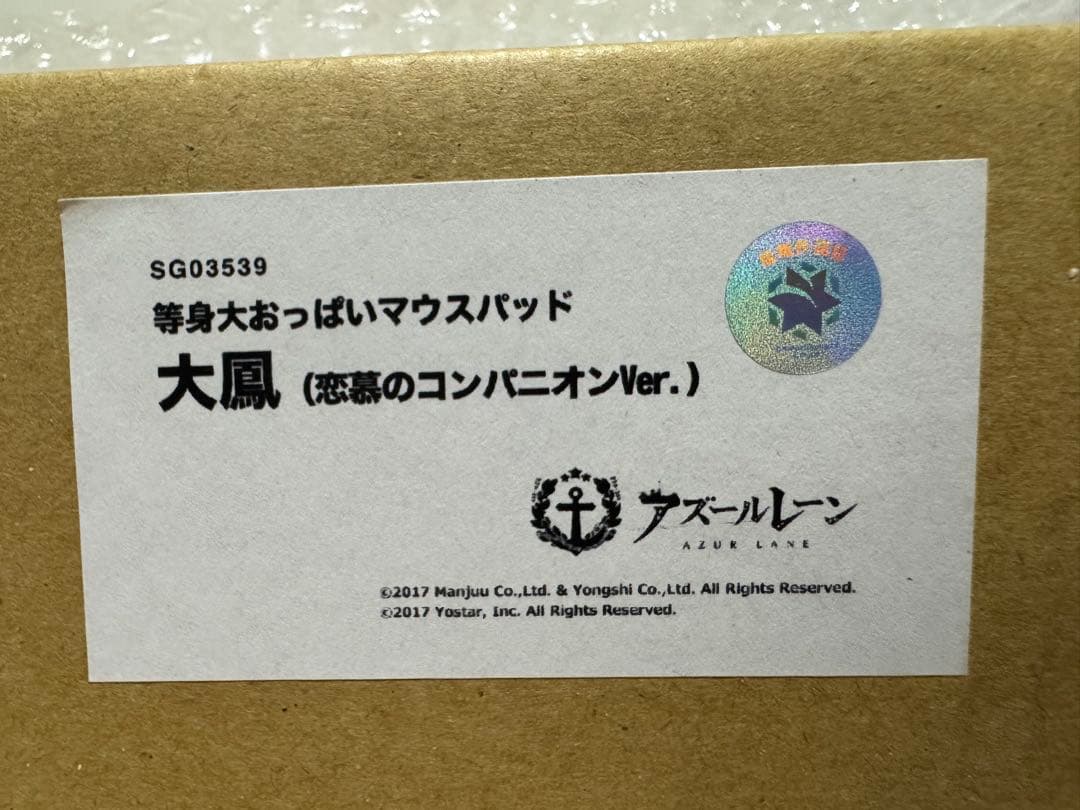 SG03539
等身大おっぱいマウスパッド
大鳳 (恋慕のコンパニオンVer.)
アズールレーン
AZUR LANE
©2017 Manjuu Co.,Ltd. & Yongshi Co.,Ltd. All Rights Reserved.
©2017 Yostar, Inc. All Rights Reserved.